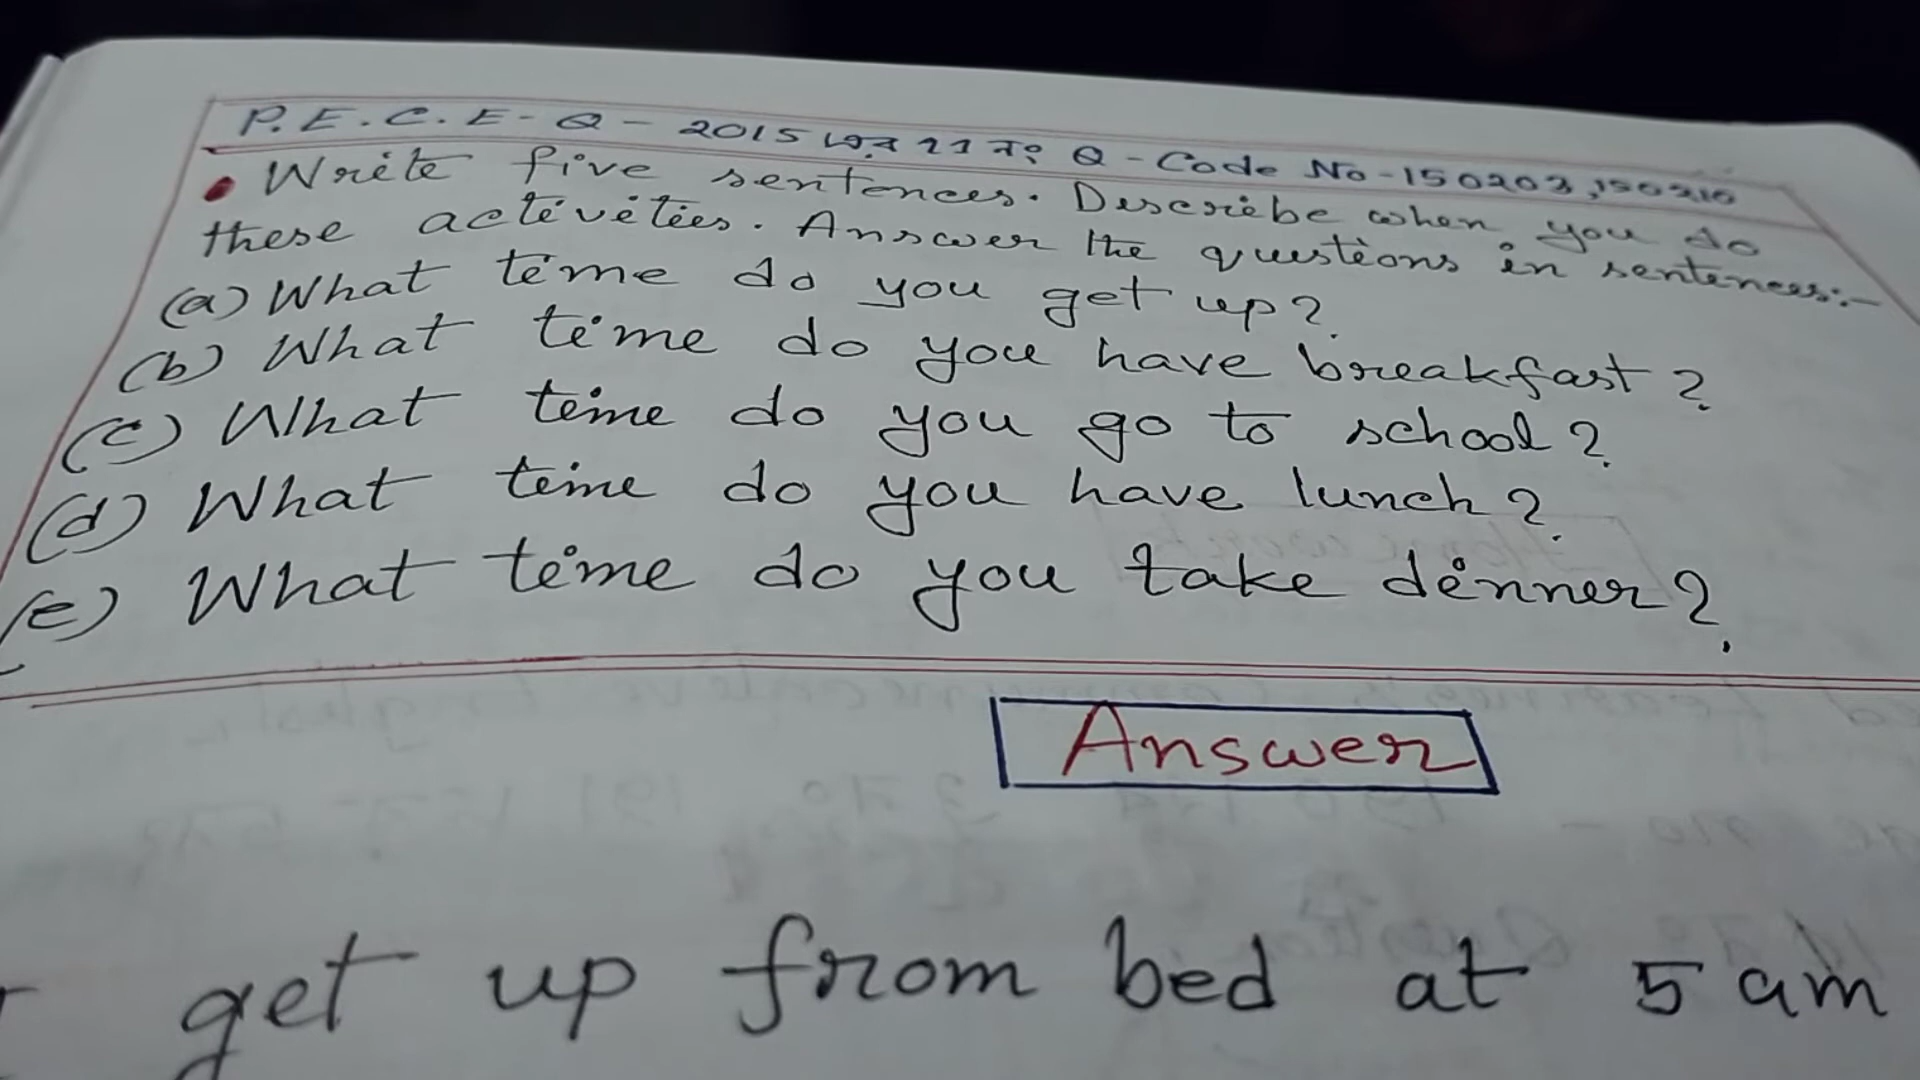 P.E.C.E-Q-2015 এর 11 নং Q-Code No-150203,150210
• Write five sentences. Describe when you do
these activities. Answer the questions in sentences:-
(a) What time do you get up?
(b) What time do you have breakfast?
(c) What time do you go to school?
(d) What time do you have lunch?
(e) What time do you take dinner?
Answer
get up from bed at 5 am